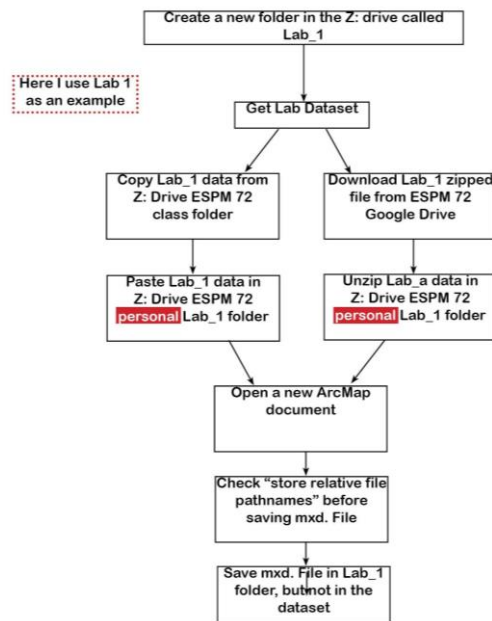 Create a new folder in the Z: drive called
Lab_1
Here I use Lab 1
as an example
Get Lab Dataset
Copy Lab_1 data from
Z: Drive ESPM 72
class folder
Download Lab_1 zipped
file from ESPM 72
Google Drive
Paste Lab_1 data in
Z: Drive ESPM 72
personal Lab_1 folder
Unzip Lab_a data in
Z: Drive ESPM 72
personal Lab_1 folder
Open a new ArcMap
document
Check “store relative file
pathnames” before
saving mxd. File
Save mxd. File in Lab_1
folder, butnot in the
dataset